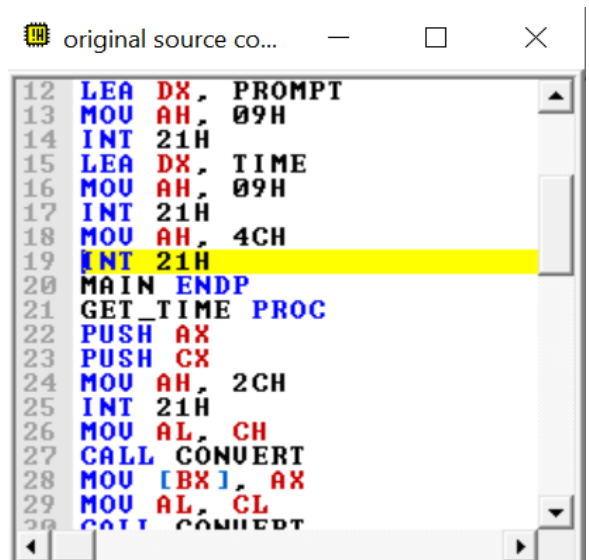 original source co...
12 LEA DX, PROMPT
13 MOV AH, 09H
14 INT 21H
15 LEA DX, TIME
16 MOV AH, 09H
17 INT 21H
18 MOV AH, 4CH
19 INT 21H
20 MAIN ENDP
21 GET_TIME PROC
22 PUSH AX
23 PUSH CX
24 MOV AH, 2CH
25 INT 21H
26 MOV AL, CH
27 CALL CONVERT
28 MOV [BX], AX
29 MOV AL, CL
30 CALL CONVERT